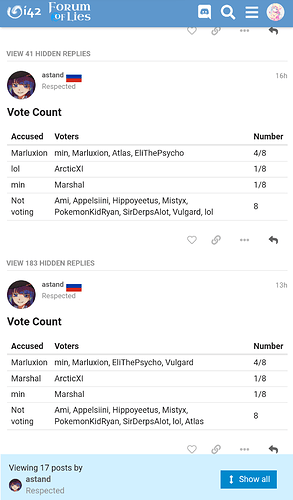 i42 Forum of Lies
VIEW 41 HIDDEN REPLIES
astand 16h
Respected
Vote Count
Accused Voters Number
Marluxion min, Marluxion, Atlas, EliThePsycho 4/8
lol ArcticXI 1/8
min Marshal 1/8
Not voting Ami, Appelsiini, Hippoyeetus, Mistyx, 8
PokemonKidRyan, SirDerpsAlot, Vulgard, lol
VIEW 183 HIDDEN REPLIES
astand 13h
Respected
Vote Count
Accused Voters Number
Marluxion min, Marluxion, EliThePsycho, Vulgard 4/8
Marshal ArcticXI 1/8
min Marshal 1/8
Not voting Ami, Appelsiini, Hippoyeetus, Mistyx, 8
PokemonKidRyan, SirDerpsAlot, lol, Atlas
Viewing 17 posts by
astand
Respected
Show all